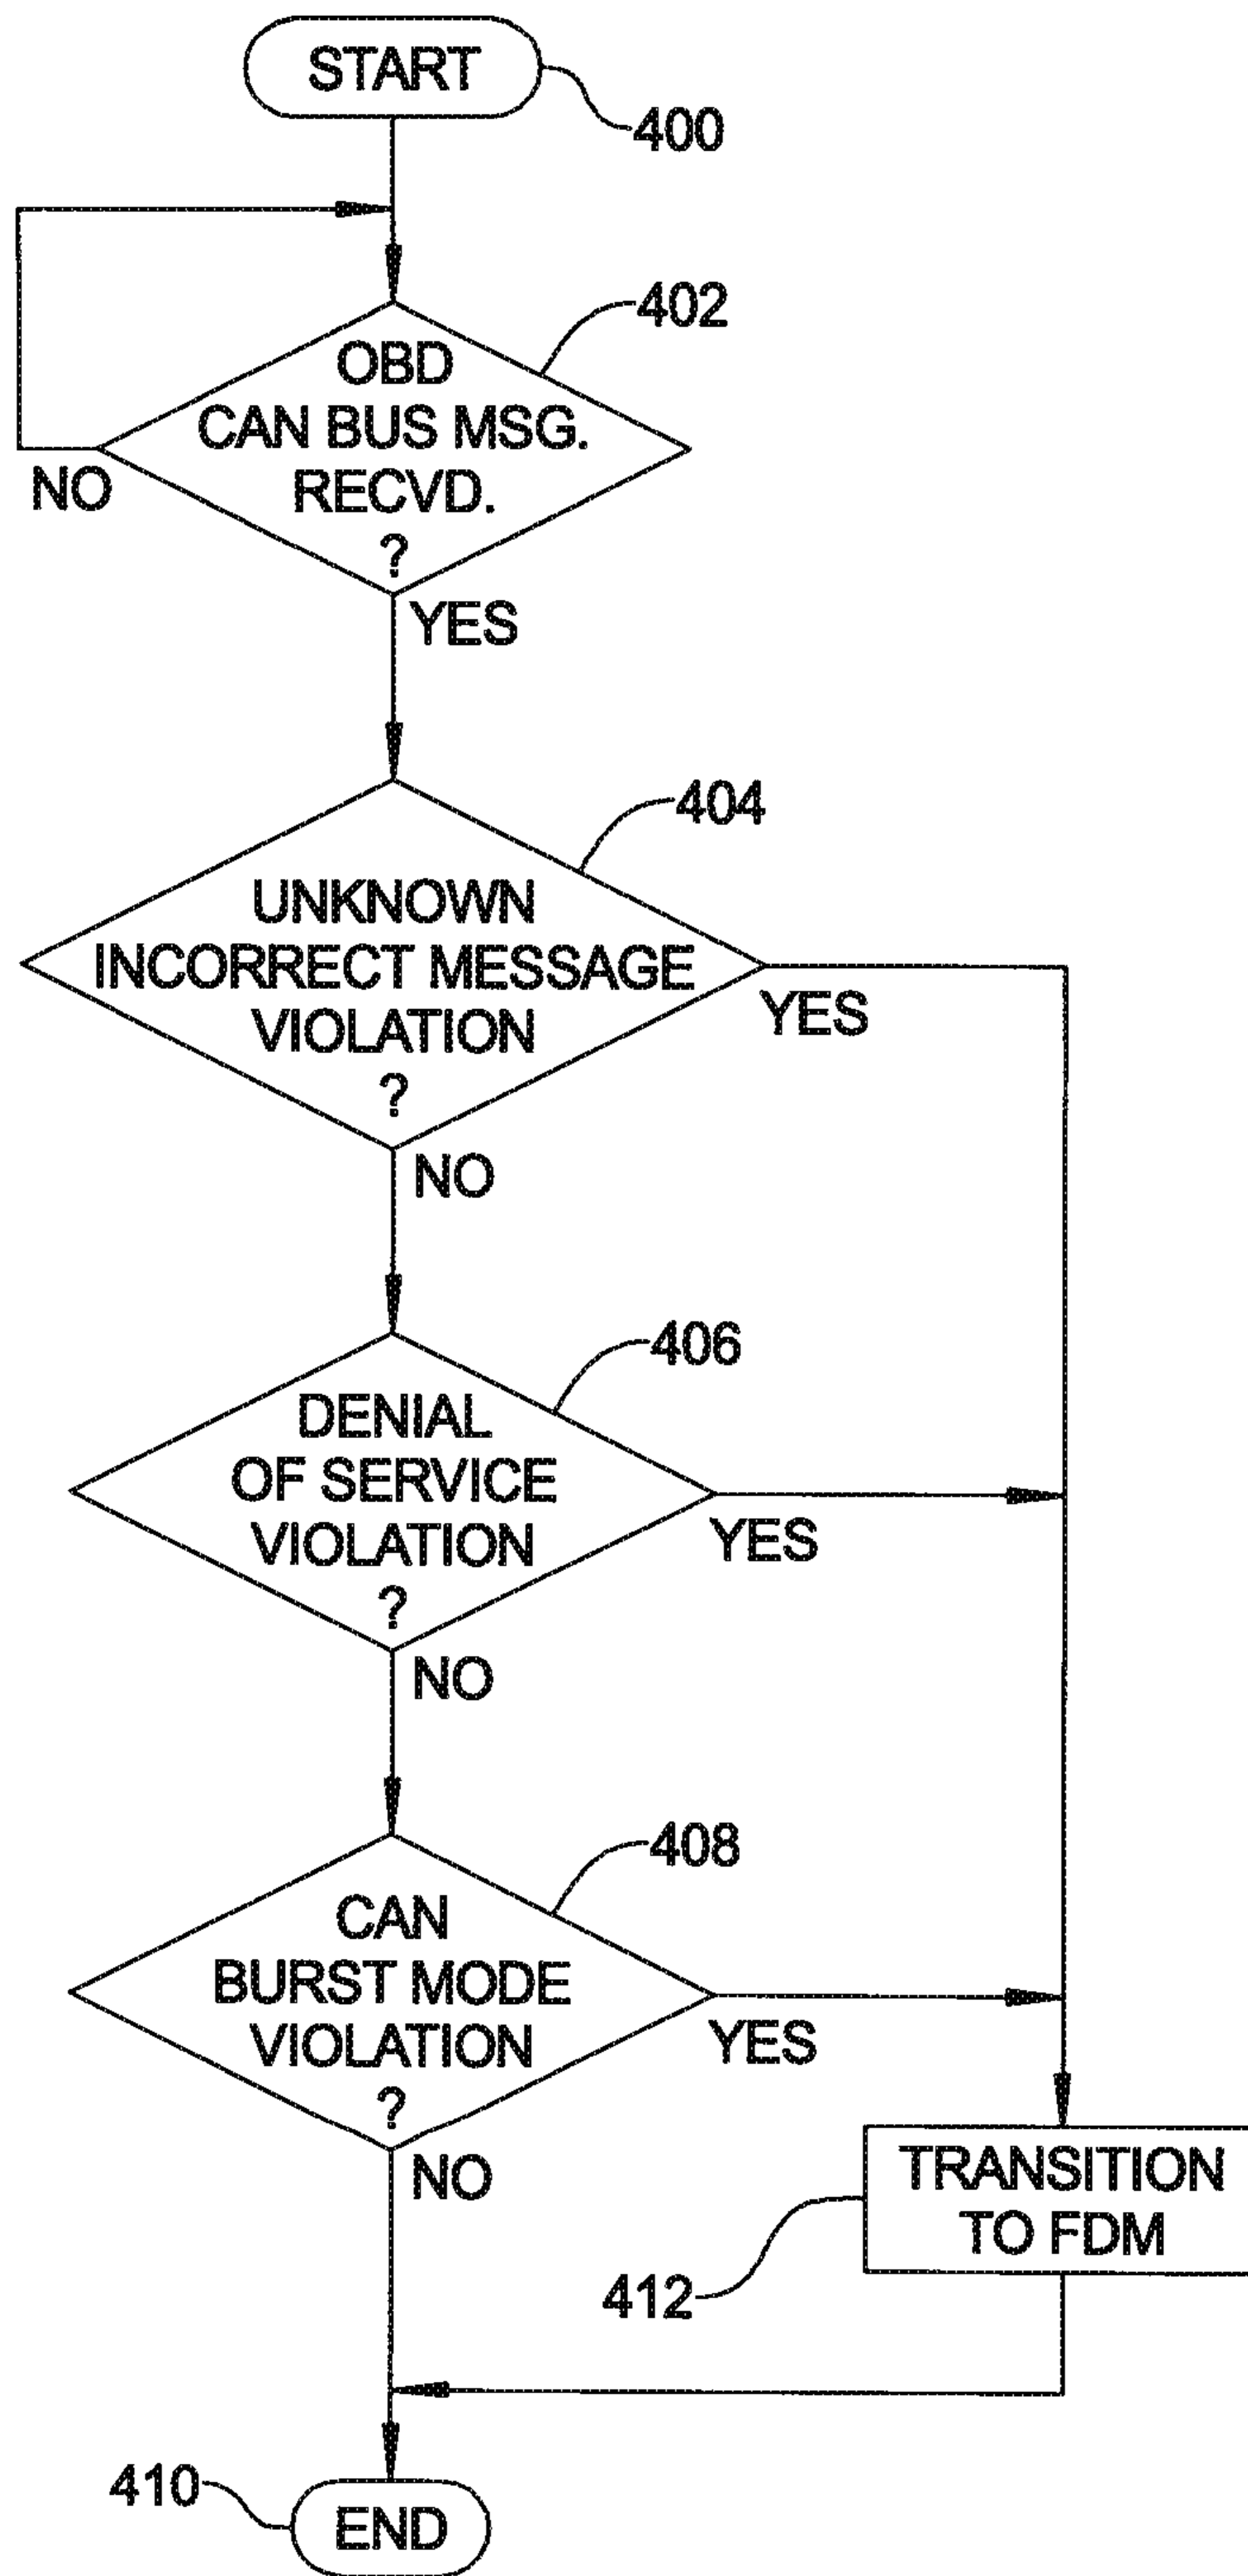 START
400
402
OBD
CAN BUS MSG.
RECVD.
?
NO
YES
404
UNKNOWN
INCORRECT MESSAGE
VIOLATION
?
YES
NO
406
DENIAL
OF SERVICE
VIOLATION
?
YES
NO
408
CAN
BURST MODE
VIOLATION
?
YES
NO
TRANSITION
TO FDM
412
410
END